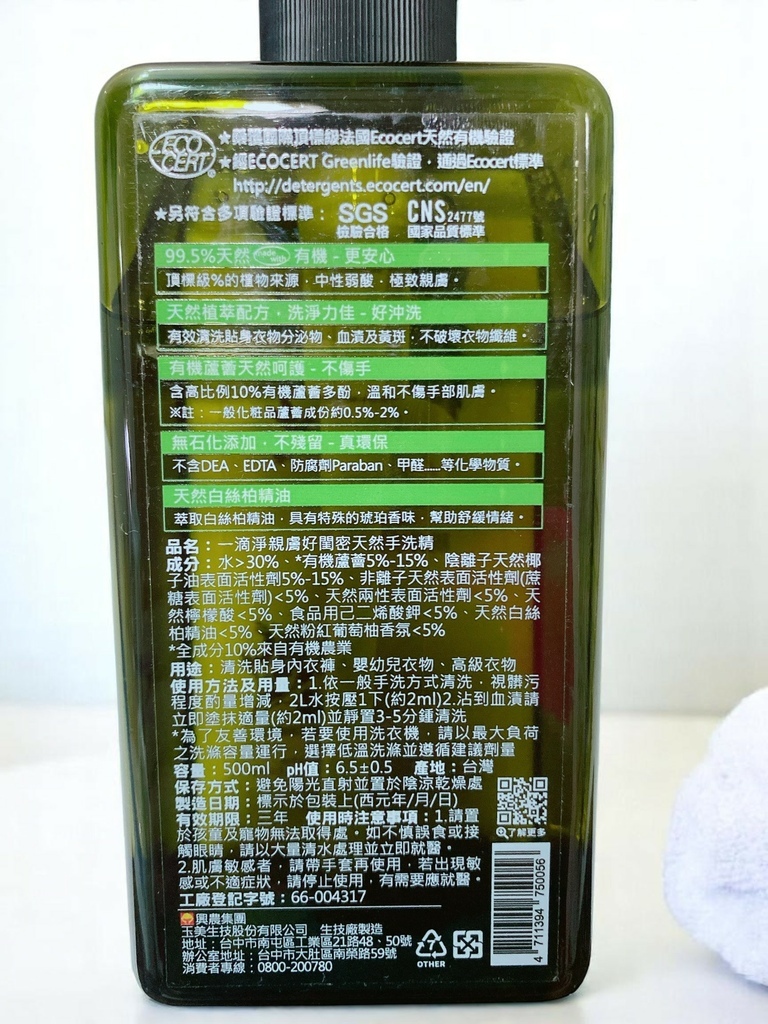 ECO
CERT®
★榮獲國際頂標級法國Ecocert天然有機驗證
★經ECOCERT Greenlife驗證，通過Ecocert標準
http://detergents.ecocert.com/en/
★另符合多項驗證標準： SGS CNS 2477號
檢驗合格 國家品質標準
99.5%天然 made with 有機 - 更安心
頂標級%的植物來源，中性弱酸，極致親膚。
天然植萃配方，洗淨力佳 - 好沖洗
有效清洗貼身衣物分泌物、血漬及黃斑，不破壞衣物纖維。
有機蘆薈天然呵護 - 不傷手
含高比例10%有機蘆薈多酚，溫和不傷手部肌膚。
※註：一般化粧品蘆薈成份約0.5%-2%。
無石化添加，不殘留 - 真環保
不含DEA、EDTA、防腐劑Paraban、甲醛......等化學物質。
天然白絲柏精油
萃取白絲柏精油，具有特殊的琥珀香味，幫助舒緩情緒。
品名：一滴淨親膚好閨密天然手洗精
成分：水>30%、*有機蘆薈5%-15%、陰離子天然椰
子油表面活性劑5%-15%、非離子天然表面活性劑(蔗
糖表面活性劑)<5%、天然兩性表面活性劑<5%、天
然檸檬酸<5%、食品用己二烯酸鉀<5%、天然白絲
柏精油<5%、天然粉紅葡萄柚香氛<5%
*全成分10%來自有機農業
用途：清洗貼身內衣褲、嬰幼兒衣物、高級衣物
使用方法及用量：1.依一般手洗方式清洗，視髒污
程度酌量增減，2L水按壓1下(約2ml)2.沾到血漬請
立即塗抹適量(約2ml)並靜置3-5分鍾清洗
*為了友善環境，若要使用洗衣機，請以最大負荷
之洗滌容量運行，選擇低溫洗滌並遵循建議劑量
容量：500ml pH值：6.5±0.5 產地：台灣
保存方式：避免陽光直射並置於陰涼乾燥處
製造日期：標示於包裝上(西元年/月/日)
有效期限：三年 使用時注意事項：1.請置
於孩童及寵物無法取得處。如不慎誤食或接
觸眼睛，請以大量清水處理並立即就醫。
2.肌膚敏感者，請帶手套再使用，若出現敏
感或不適症狀，請停止使用，有需要應就醫。
工廠登記字號：66-004317
了解更多
興農集團
玉美生技股份有限公司 生技廠製造
地址：台中市南屯區工業區21路48、50號
辦公室地址：台中市大肚區南榮路59號
消費者專線：0800-200780
7
OTHER
4 711394 750056